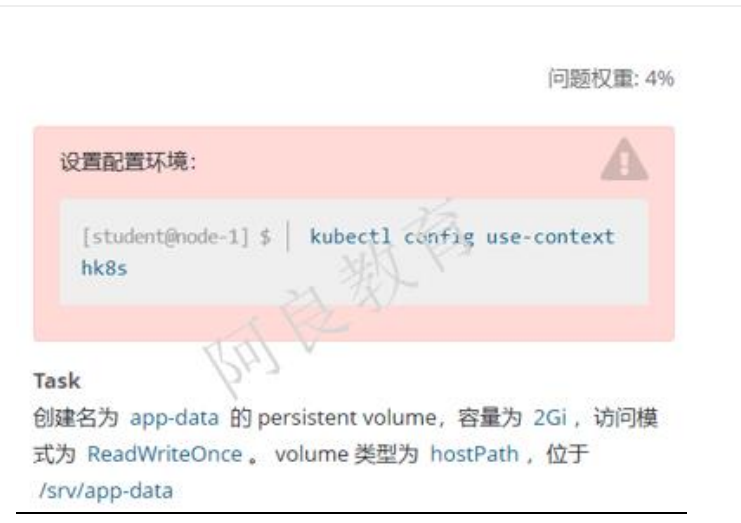 问题权重: 4%
设置配置环境:
[student@node-1] $ | kubectl config use-context
hk8s
阿良教育
Task
创建名为 app-data 的 persistent volume，容量为 2Gi ，访问模
式为 ReadWriteOnce 。 volume 类型为 hostPath ，位于
/srv/app-data